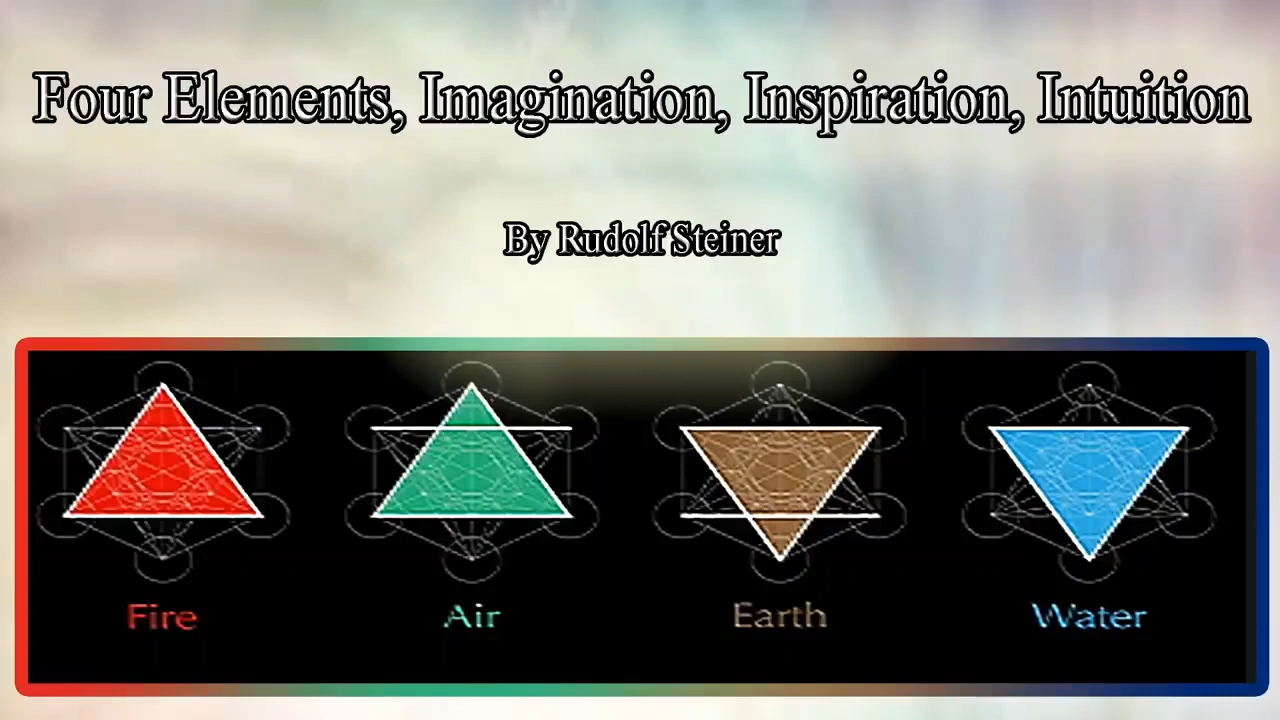 Four Elements, Imagination, Inspiration, Intuition
By Rudolf Steiner
Fire Air Earth Water